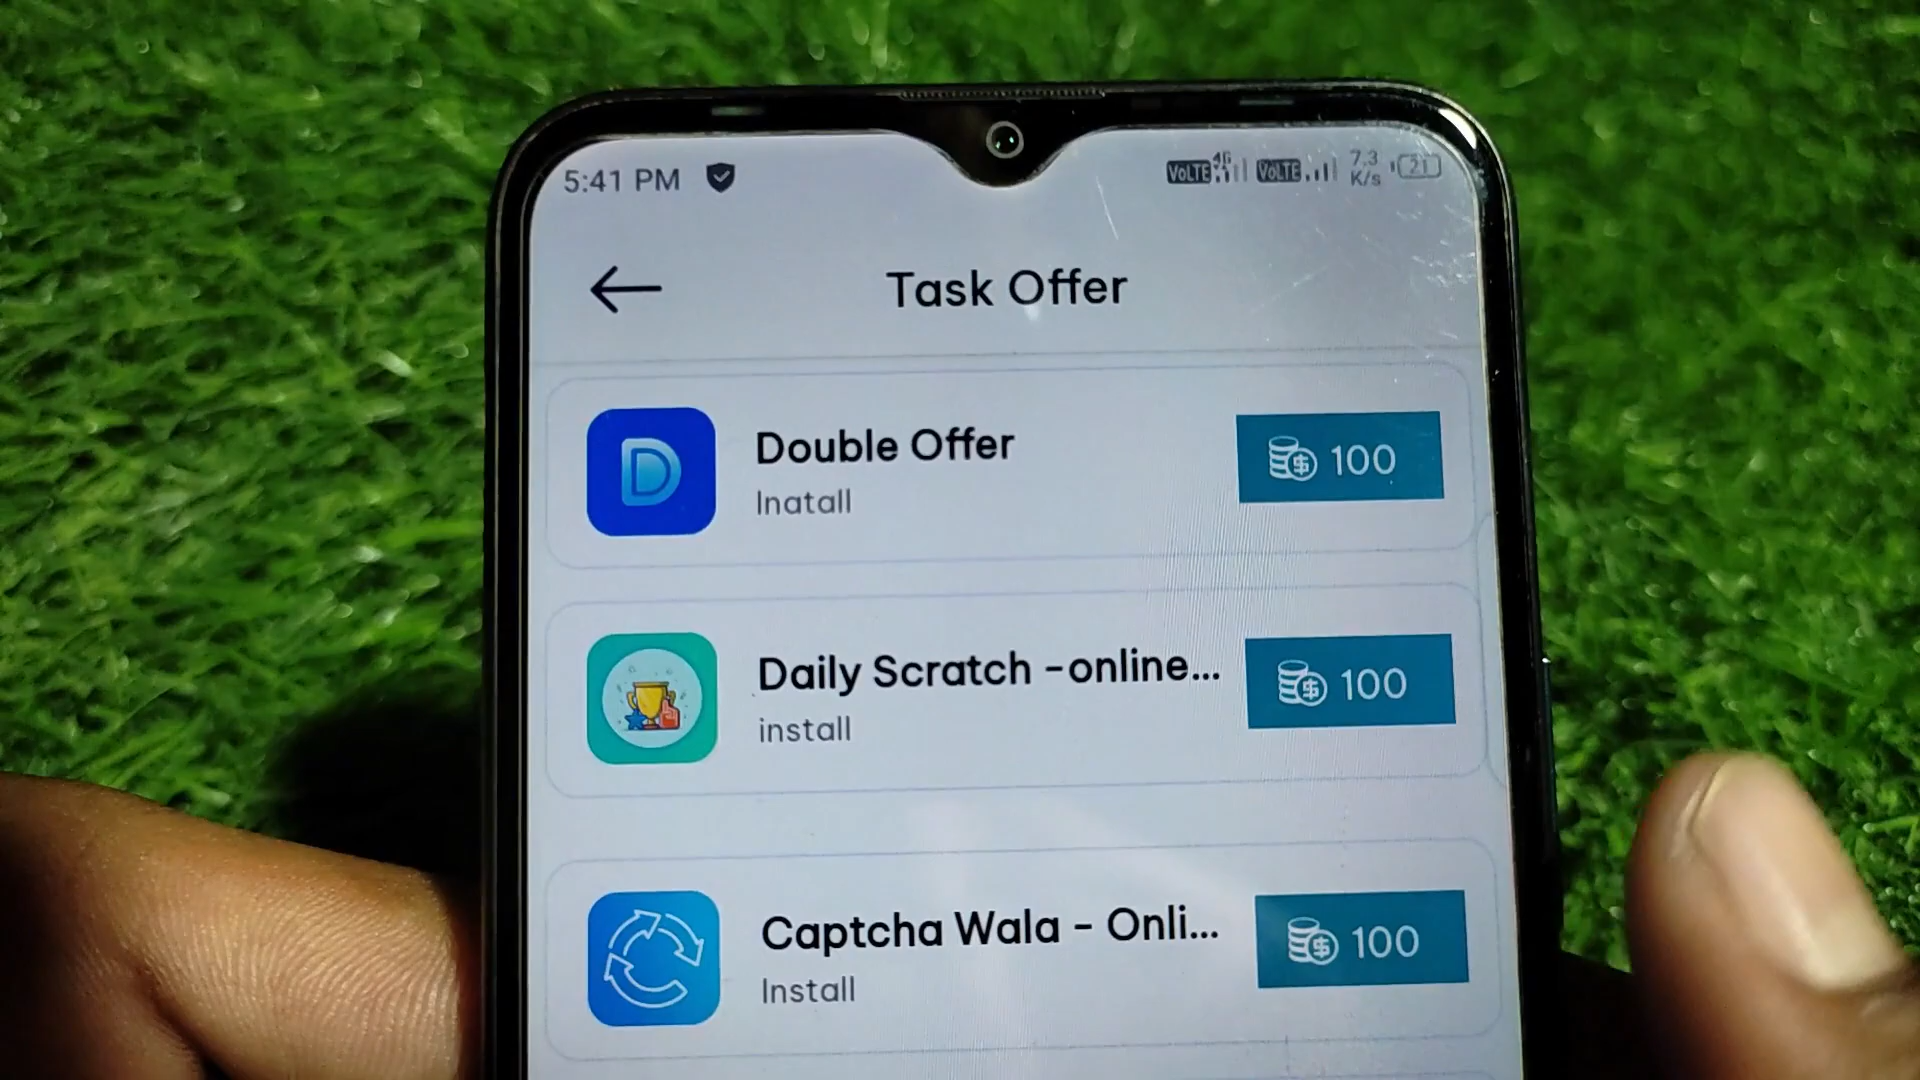 5:41 PM VoLTE 4G VoLTE 7.3 K/s 21
Task Offer
Double Offer
Inatall
100
Daily Scratch -online...
install
100
Captcha Wala - Onli...
Install
100